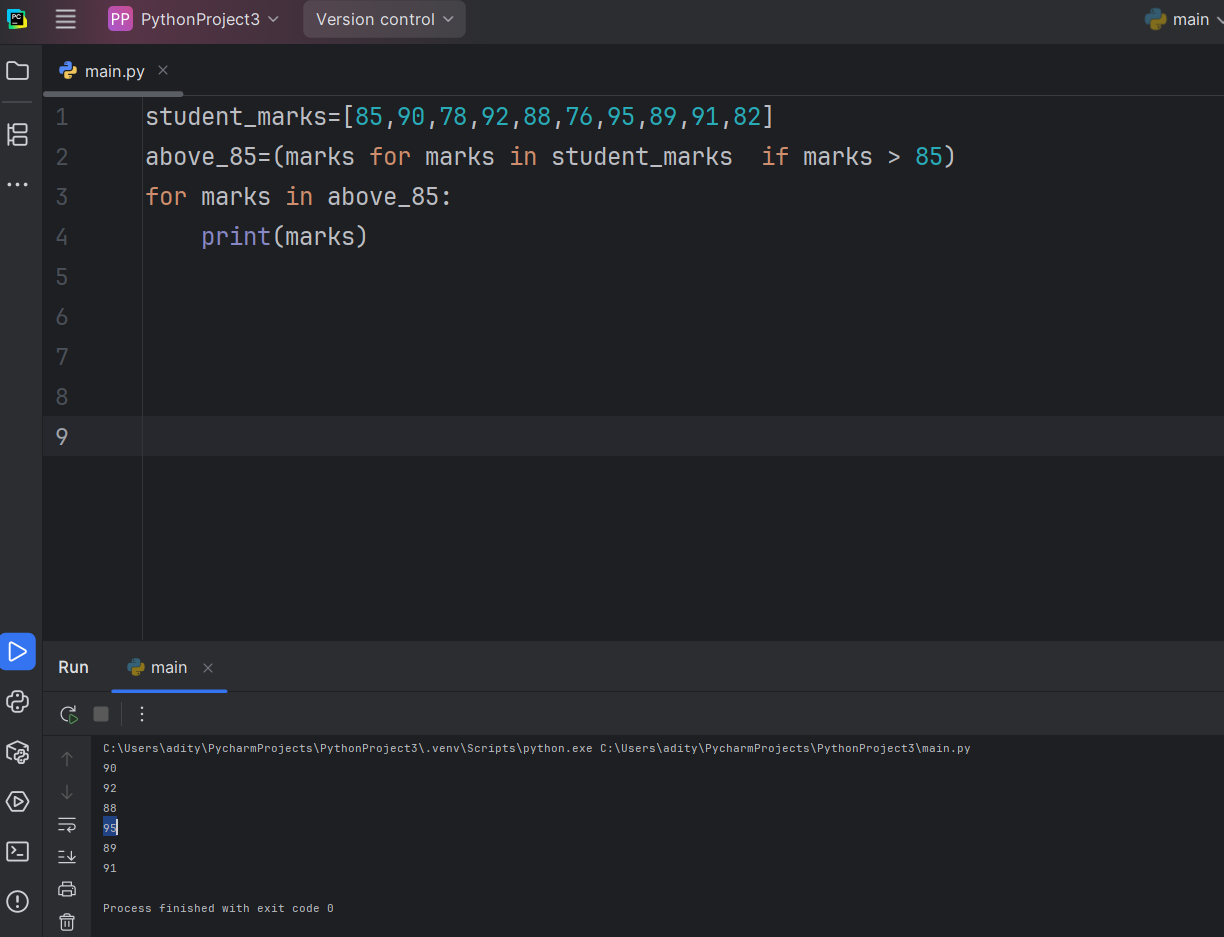 PC
PP PythonProject3 Version control main
main.py
1 student_marks=[85,90,78,92,88,76,95,89,91,82]
2 above_85=(marks for marks in student_marks  if marks > 85)
3 for marks in above_85:
4     print(marks)
5
6
7
8
9
Run main
C:\Users\adity\PycharmProjects\PythonProject3\.venv\Scripts\python.exe C:\Users\adity\PycharmProjects\PythonProject3\main.py
90
92
88
95
89
91
Process finished with exit code 0